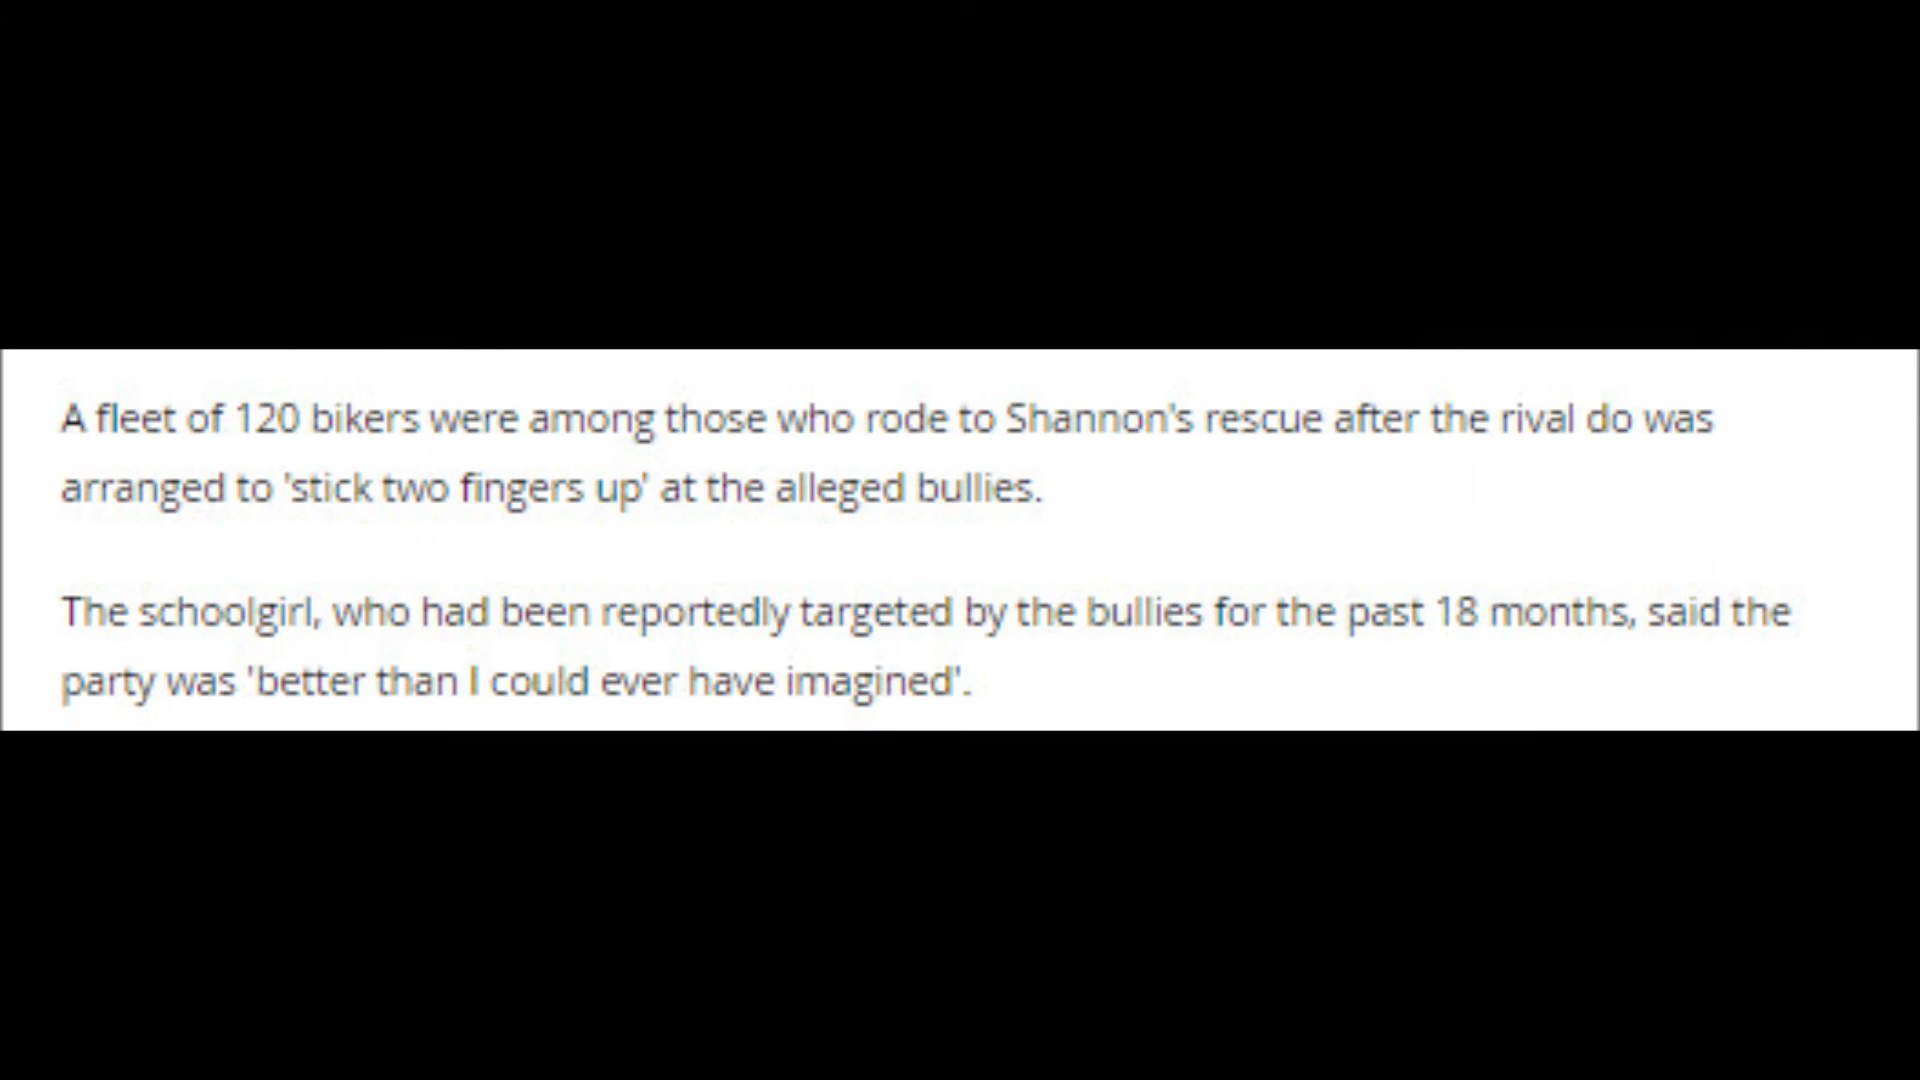 A fleet of 120 bikers were among those who rode to Shannon's rescue after the rival do was
arranged to 'stick two fingers up' at the alleged bullies.
The schoolgirl, who had been reportedly targeted by the bullies for the past 18 months, said the
party was 'better than I could ever have imagined'.